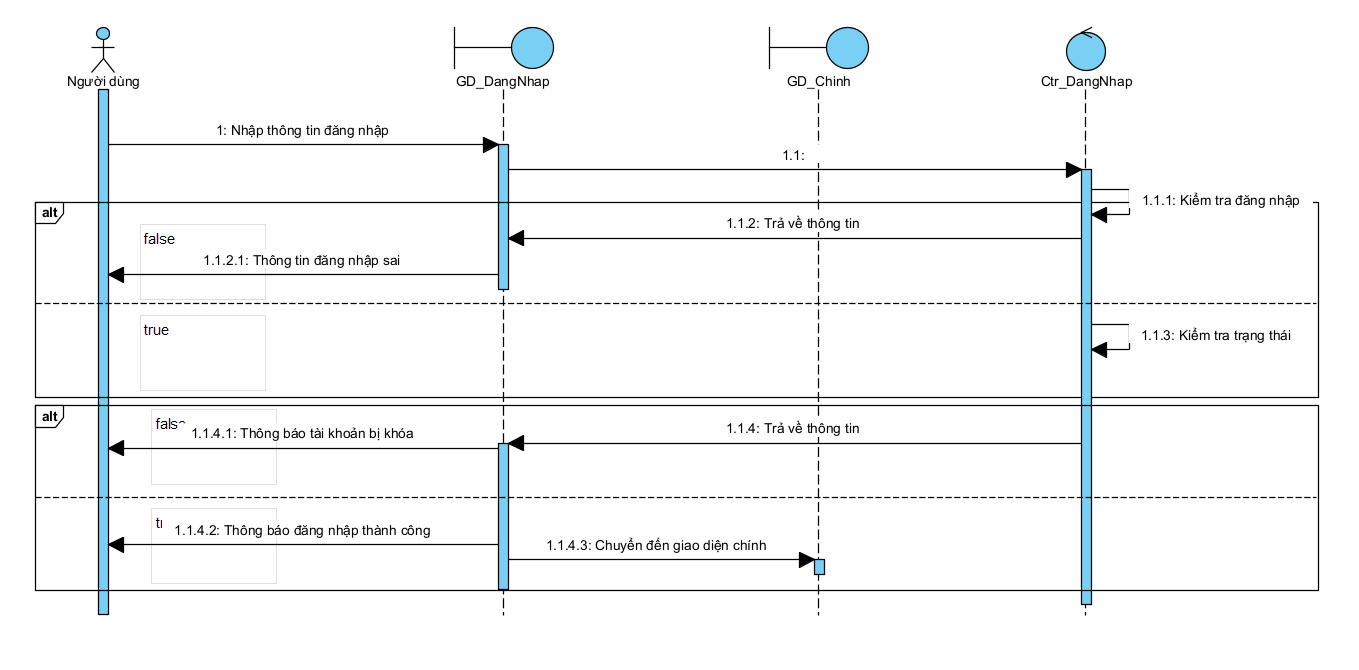 Người dùng
GD_DangNhap
GD_Chinh
Ctr_DangNhap
1: Nhập thông tin đăng nhập
1.1:
1.1.1: Kiểm tra đăng nhập
alt
1.1.2: Trả về thông tin
false
1.1.2.1: Thông tin đăng nhập sai
true
1.1.3: Kiểm tra trạng thái
alt
false
1.1.4: Trả về thông tin
1.1.4.1: Thông báo tài khoản bị khóa
1.1.4.2: Thông báo đăng nhập thành công
1.1.4.3: Chuyển đến giao diện chính